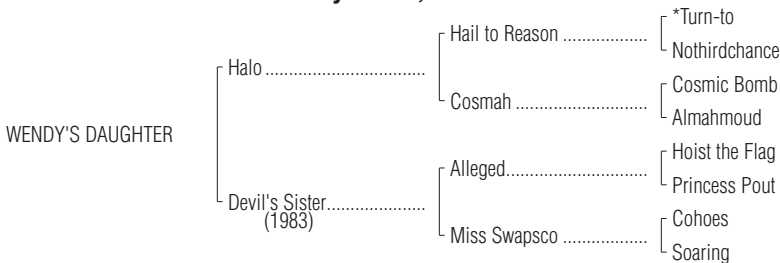 *Turn-to
Hail to Reason ....................
Nothirdchance
Halo ................................
Cosmic Bomb
Cosmah ..........................
Almahmoud
WENDY'S DAUGHTER
Hoist the Flag
Alleged............................
Princess Pout
Devil's Sister....................
(1983)
Cohoes
Miss Swapsco ..................
Soaring